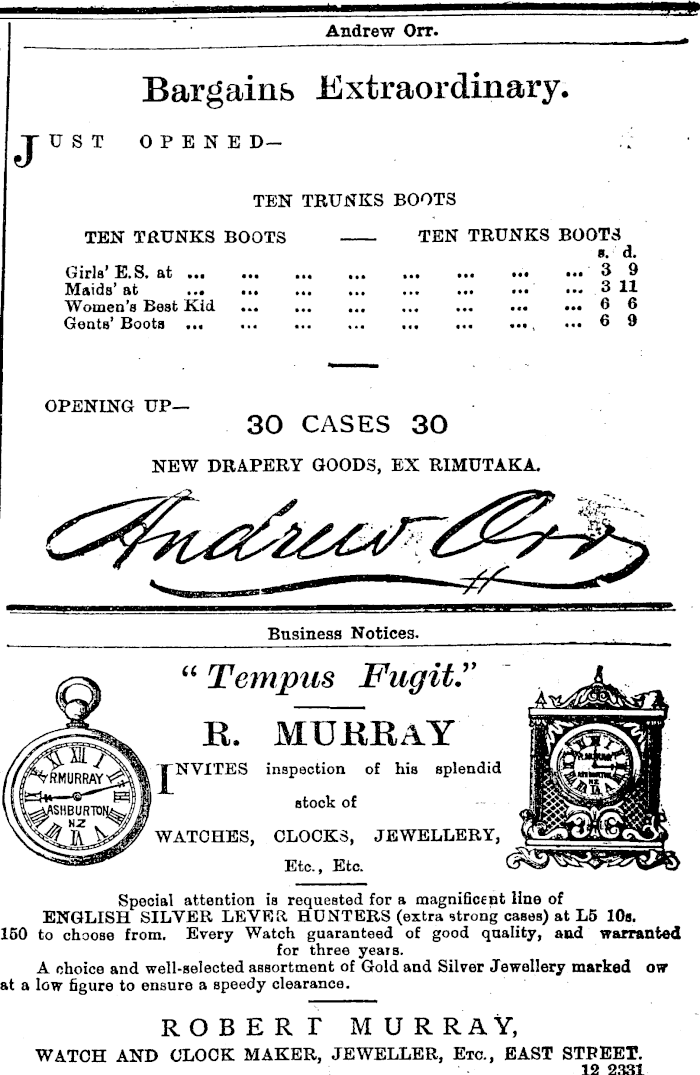 Andrew Orr.
Bargains Extraordinary.
JUST OPENED—
TEN TRUNKS BOOTS
TEN TRUNKS BOOTS — TEN TRUNKS BOOTS
s. d.
Girls' E.S. at ... ... ... ... ... ... ... ... 3 9
Maids' at ... ... ... ... ... ... ... ... 3 11
Women's Best Kid ... ... ... ... ... ... ... 6 6
Gents' Boots ... ... ... ... ... ... ... ... 6 9
OPENING UP—
30 CASES 30
NEW DRAPERY GOODS, EX RIMUTAKA.
Andrew Orr
Business Notices.
"Tempus Fugit."
R. MURRAY
R. MURRAY
ASHBURTON
N.Z
INVITES inspection of his splendid
stock of
WATCHES, CLOCKS, JEWELLERY,
Etc., Etc.
R. MURRAY
ASHBURTON
N.Z
Special attention is requested for a magnificent line of
ENGLISH SILVER LEVER HUNTERS (extra strong cases) at L5 10s.
150 to choose from. Every Watch guaranteed of good quality, and warranted
for three years.
A choice and well-selected assortment of Gold and Silver Jewellery marked ow
at a low figure to ensure a speedy clearance.
ROBERT MURRAY,
WATCH AND CLOCK MAKER, JEWELLER, Etc., EAST STREET.
12 2331